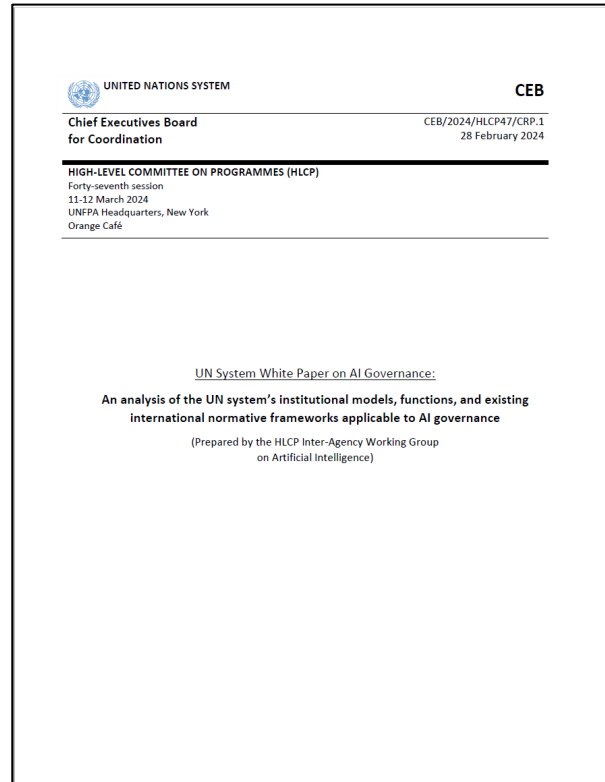 UNITED NATIONS SYSTEM
CEB
Chief Executives Board
for Coordination
CEB/2024/HLCP47/CRP.1
28 February 2024
HIGH-LEVEL COMMITTEE ON PROGRAMMES (HLCP)
Forty-seventh session
11-12 March 2024
UNFPA Headquarters, New York
Orange Café
UN System White Paper on AI Governance:
An analysis of the UN system's institutional models, functions, and existing
international normative frameworks applicable to AI governance
(Prepared by the HLCP Inter-Agency Working Group
on Artificial Intelligence)